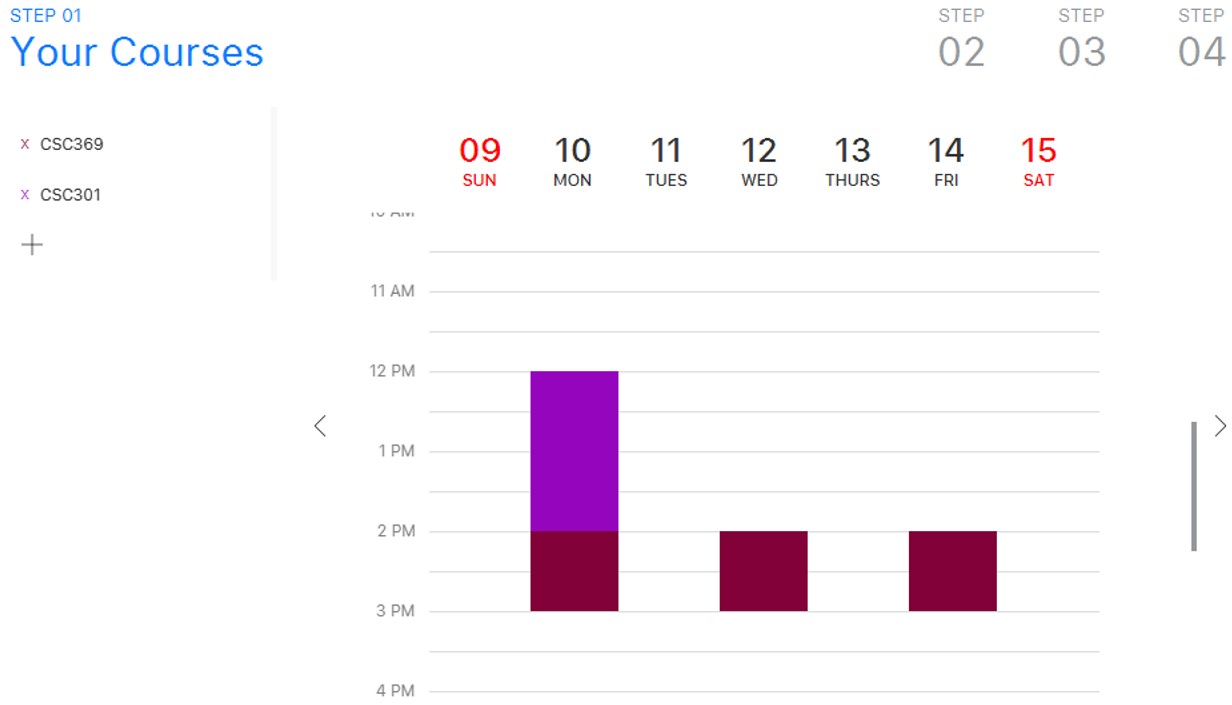 STEP 01
Your Courses
STEP
02
STEP
03
STEP
04
x CSC369
x CSC301
09
SUN
10
MON
11
TUES
12
WED
13
THURS
14
FRI
15
SAT
11 AM
12 PM
1 PM
2 PM
3 PM
4 PM